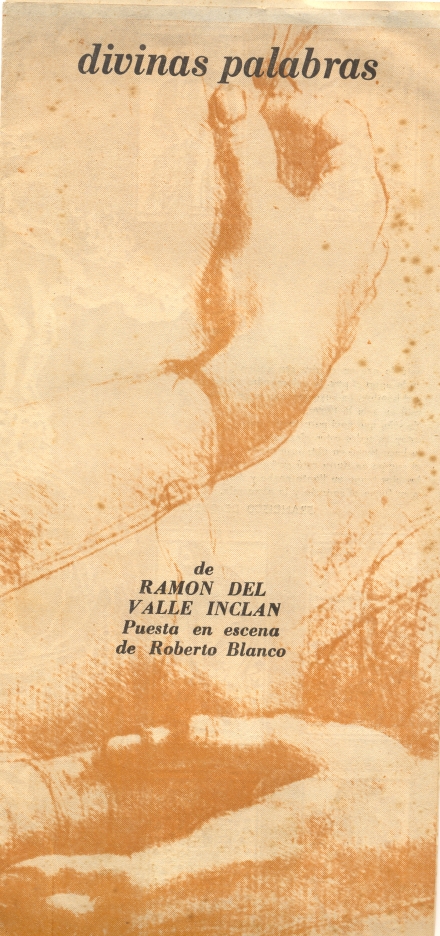 divinas palabras
de
RAMON DEL
VALLE INCLAN
Puesta en escena
de Roberto Blanco